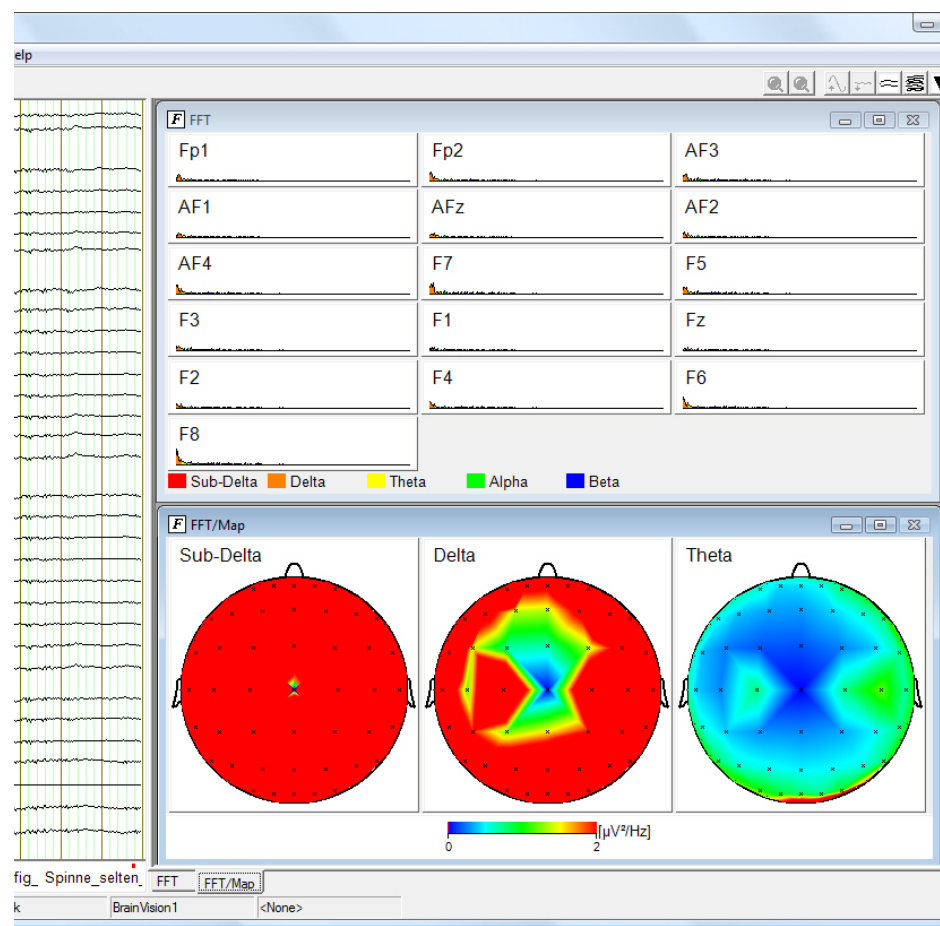 elp
F FFT
Fp1 Fp2 AF3
AF1 AFz AF2
AF4 F7 F5
F3 F1 Fz
F2 F4 F6
F8
Sub-Delta Delta Theta Alpha Beta
F FFT/Map
Sub-Delta Delta Theta
[µV²/Hz]
0 2
fig_ Spinne_selten_ FFT FFT/Map
k BrainVision1 <None>